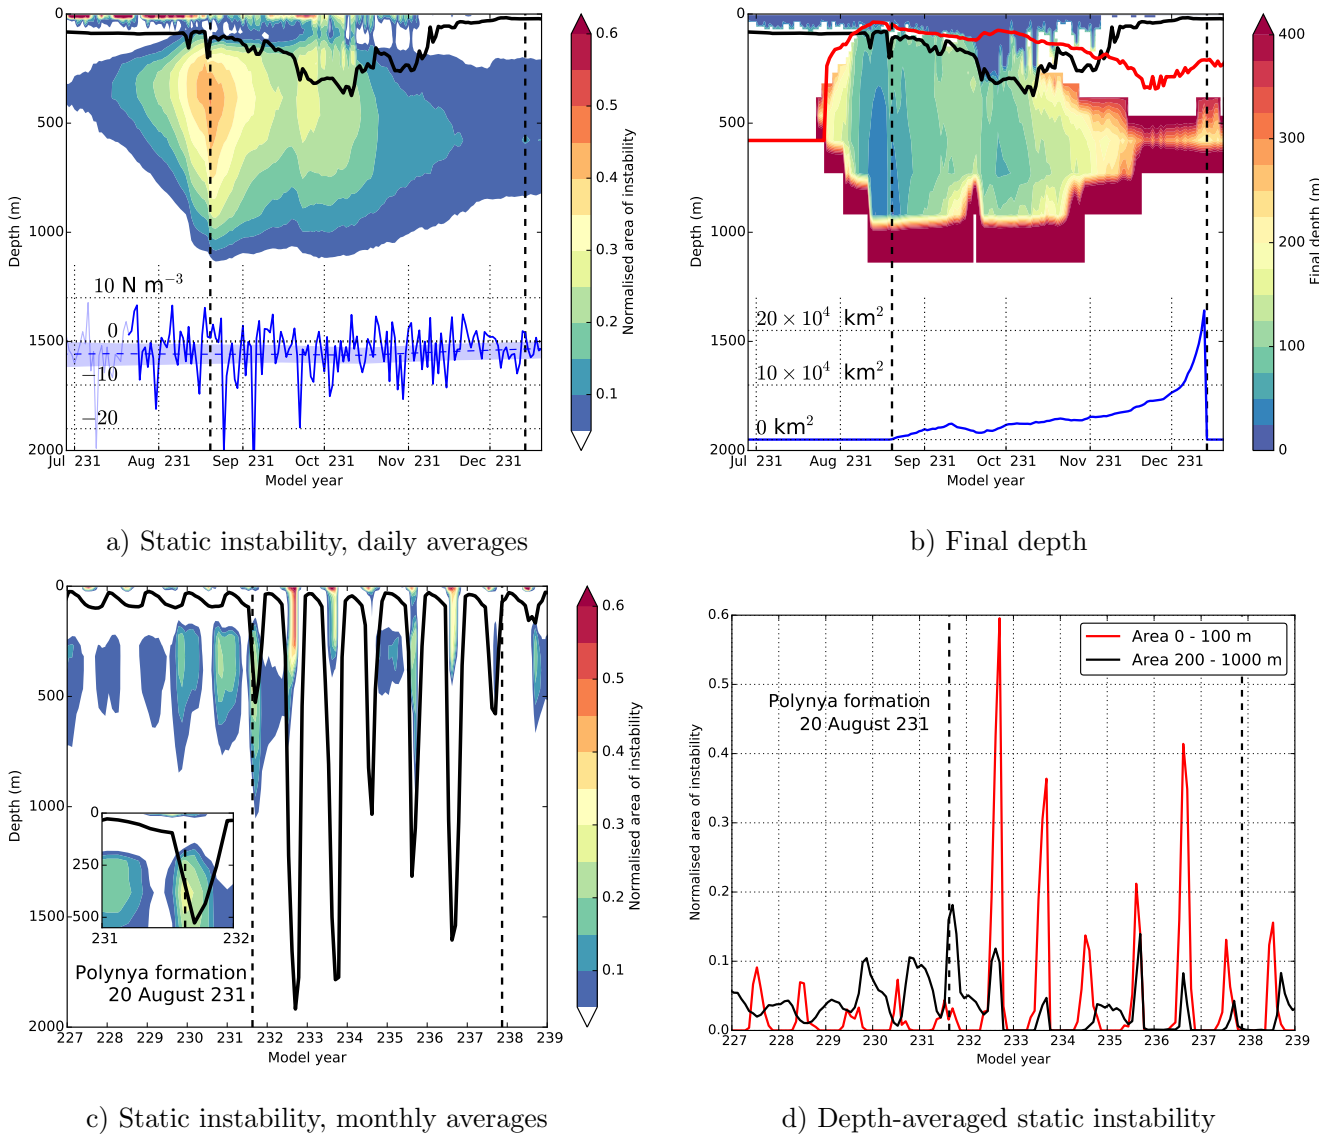 0
500
1000
1500
2000
Depth (m)
10 N m⁻³
0
−10
−20
Jul 231
Aug 231
Sep 231
Oct 231
Nov 231
Dec 231
Model year
0.6
0.5
0.4
0.3
0.2
0.1
Normalised area of instability
a) Static instability, daily averages
0
500
1000
1500
2000
Depth (m)
20 × 10⁴ km²
10 × 10⁴ km²
0 km²
Jul 231
Aug 231
Sep 231
Oct 231
Nov 231
Dec 231
Model year
400
300
200
100
0
Final depth (m)
b) Final depth
0
500
1000
1500
2000
Depth (m)
0
250
500
231
232
Polynya formation
20 August 231
227
228
229
230
231
232
233
234
235
236
237
238
239
Model year
0.6
0.5
0.4
0.3
0.2
0.1
Normalised area of instability
c) Static instability, monthly averages
0.6
0.5
0.4
0.3
0.2
0.1
0.0
Normalised area of instability
Area 0 - 100 m
Area 200 - 1000 m
Polynya formation
20 August 231
227
228
229
230
231
232
233
234
235
236
237
238
239
Model year
d) Depth-averaged static instability